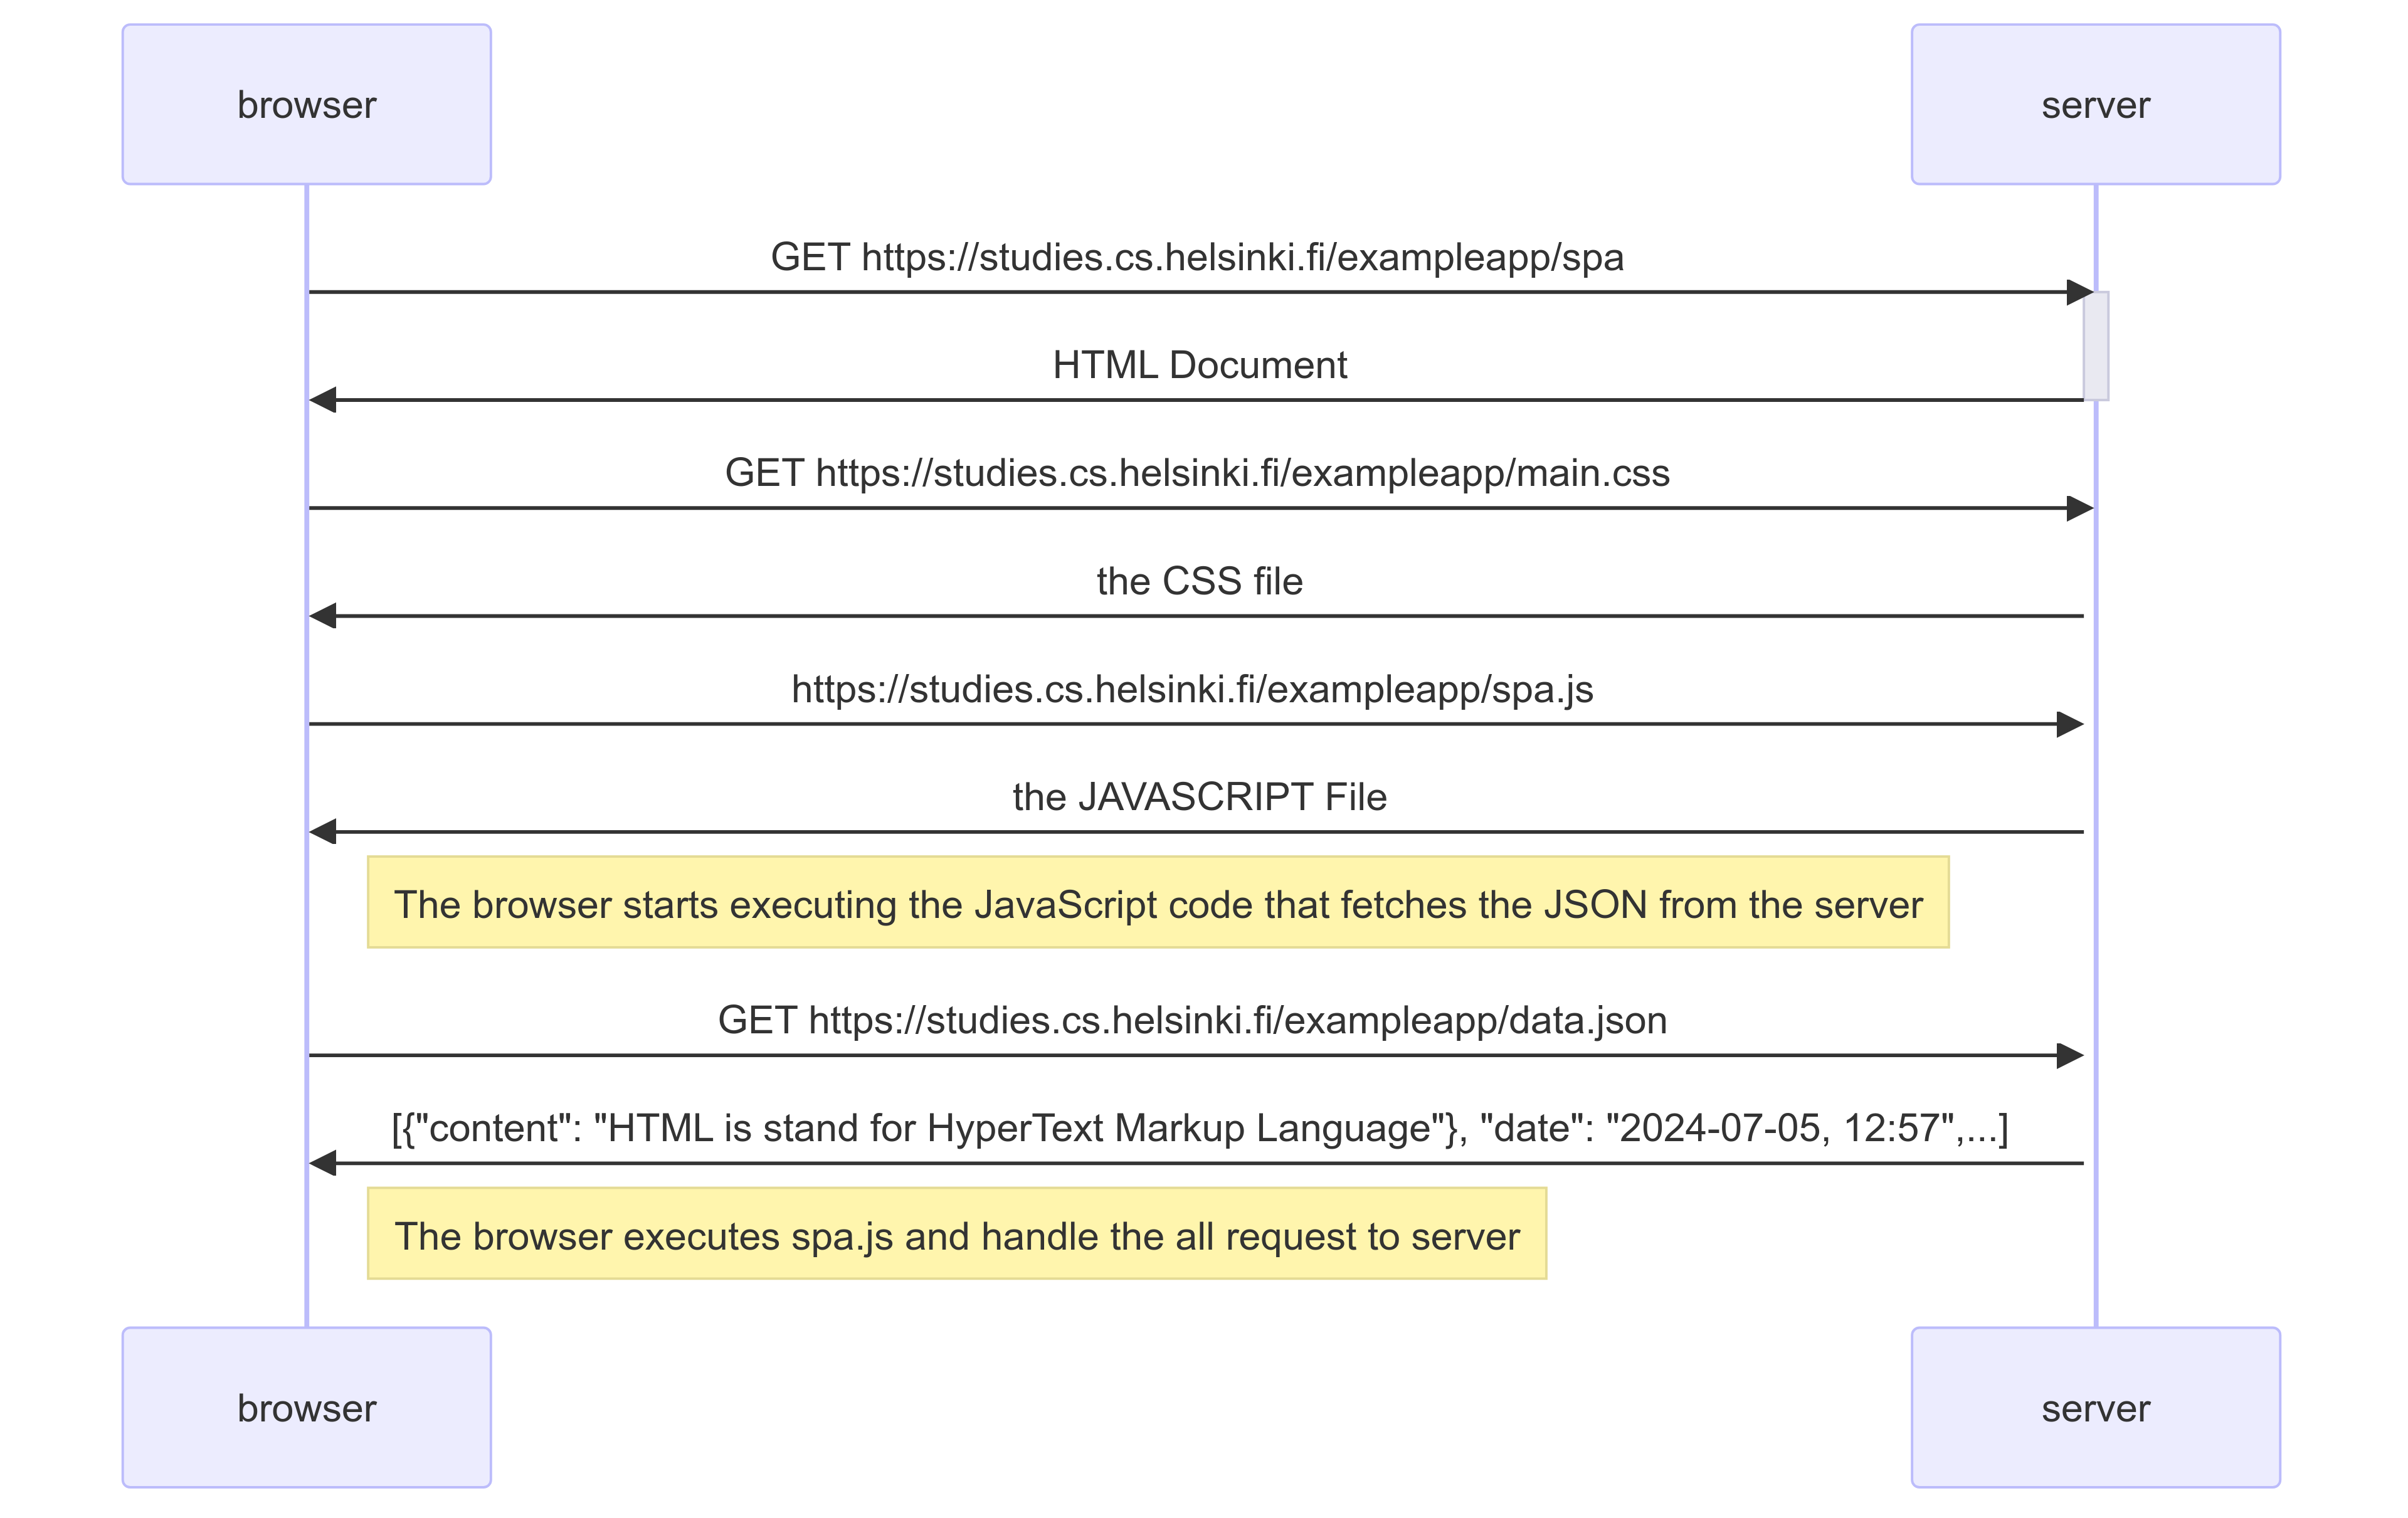 browser
server
GET https://studies.cs.helsinki.fi/exampleapp/spa
HTML Document
GET https://studies.cs.helsinki.fi/exampleapp/main.css
the CSS file
https://studies.cs.helsinki.fi/exampleapp/spa.js
the JAVASCRIPT File
The browser starts executing the JavaScript code that fetches the JSON from the server
GET https://studies.cs.helsinki.fi/exampleapp/data.json
[{"content": "HTML is stand for HyperText Markup Language"}, "date": "2024-07-05, 12:57",...]
The browser executes spa.js and handle the all request to server
browser
server